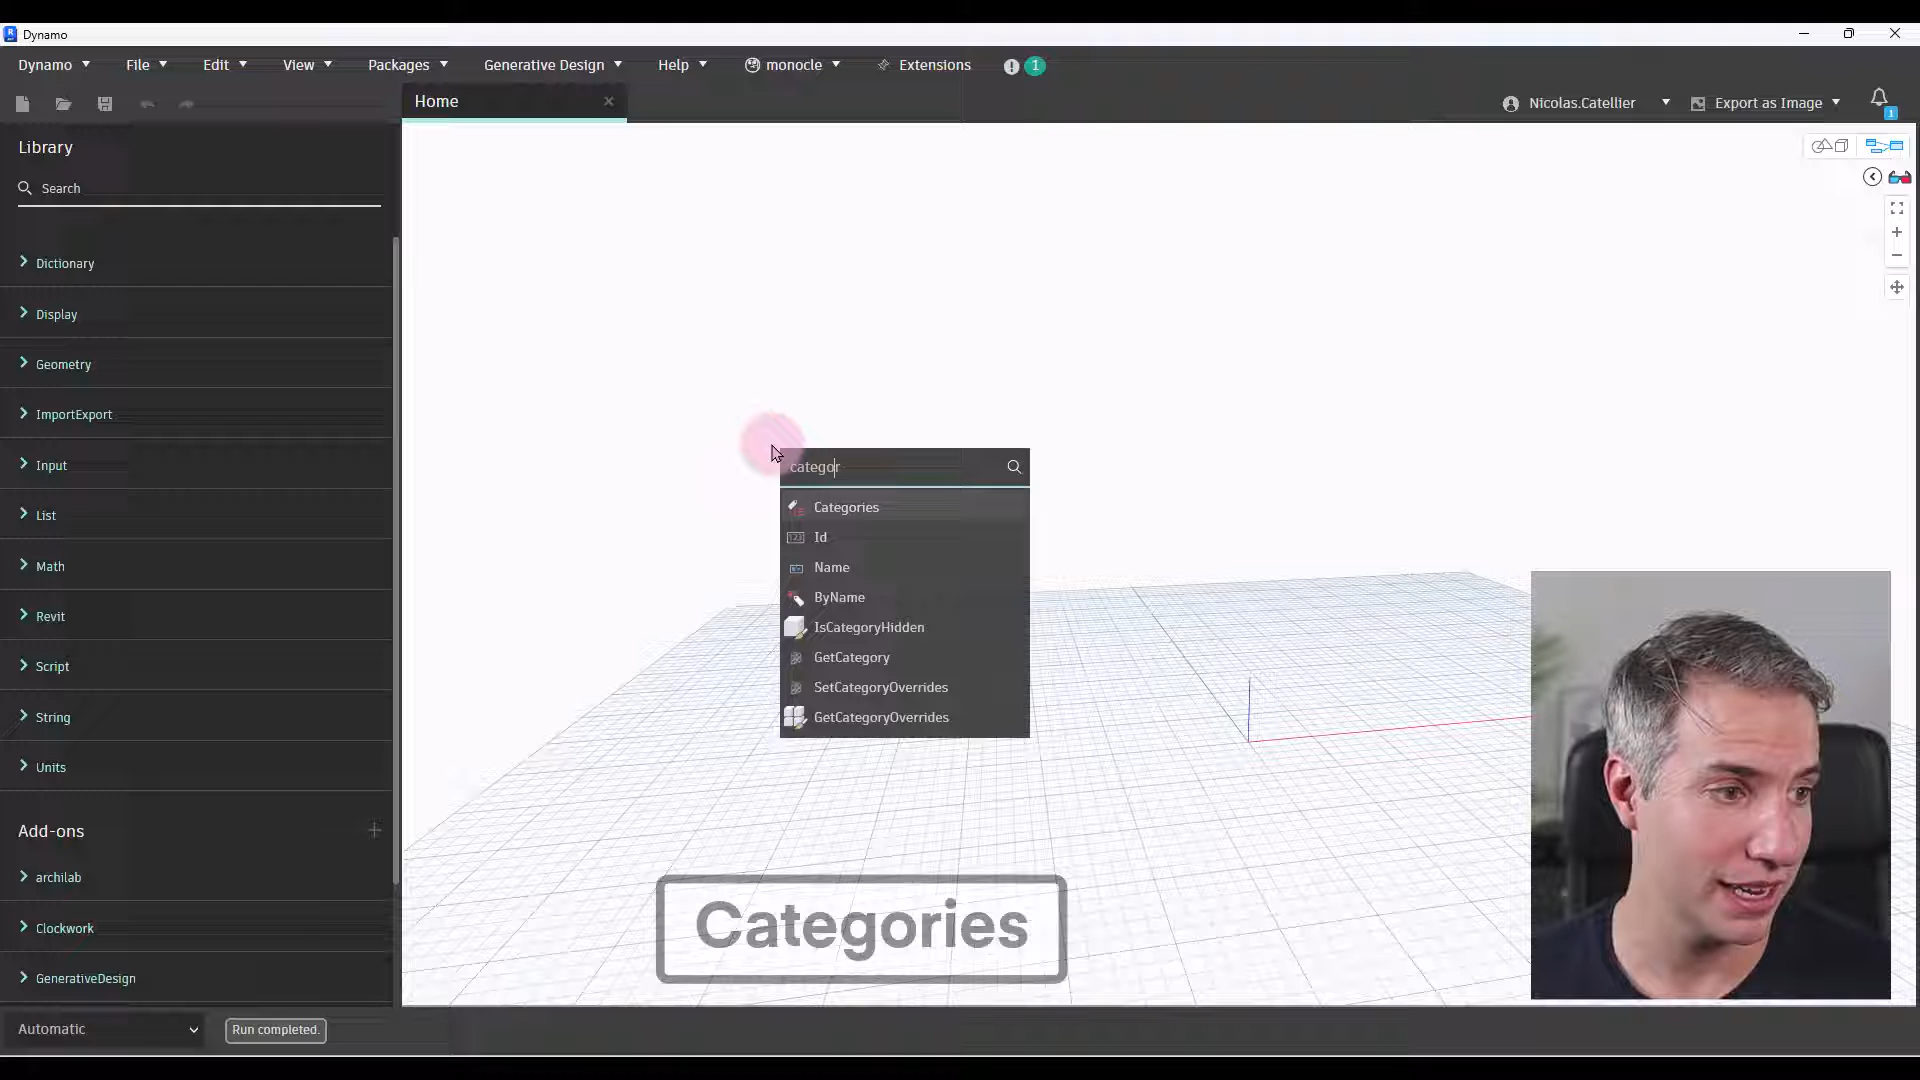 Dynamo
Dynamo File Edit View Packages Generative Design Help monocle Extensions 1
Home
Nicolas.Catellier Export as Image 1
Library
Search
Dictionary
Display
Geometry
ImportExport
Input
List
Math
Revit
Script
String
Units
Add-ons
archilab
Clockwork
GenerativeDesign
categor
Categories
Id
Name
ByName
IsCategoryHidden
GetCategory
SetCategoryOverrides
GetCategoryOverrides
Categories
Automatic
Run completed.